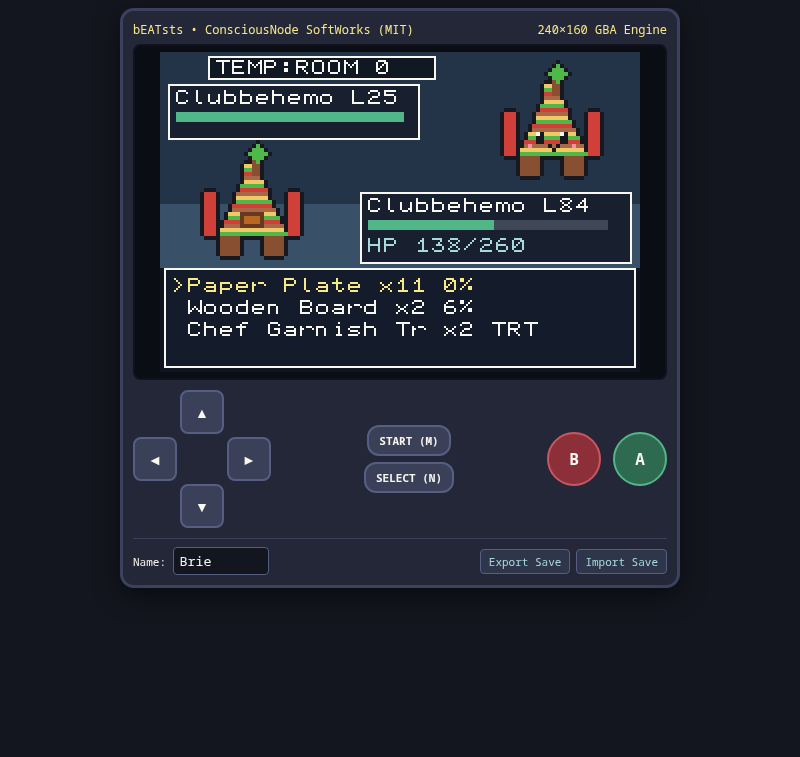 bEATsts • ConsciousNode SoftWorks (MIT)
240×160 GBA Engine
TEMP:ROOM 0
Clubbehemo L25
Clubbehemo L84
HP 138/260
>Paper Plate x11 0%
Wooden Board x2 6%
Chef Garnish Tr x2 TRT
▲
◀
▶
▼
START (M)
SELECT (N)
B
A
Name: Brie
Export Save
Import Save